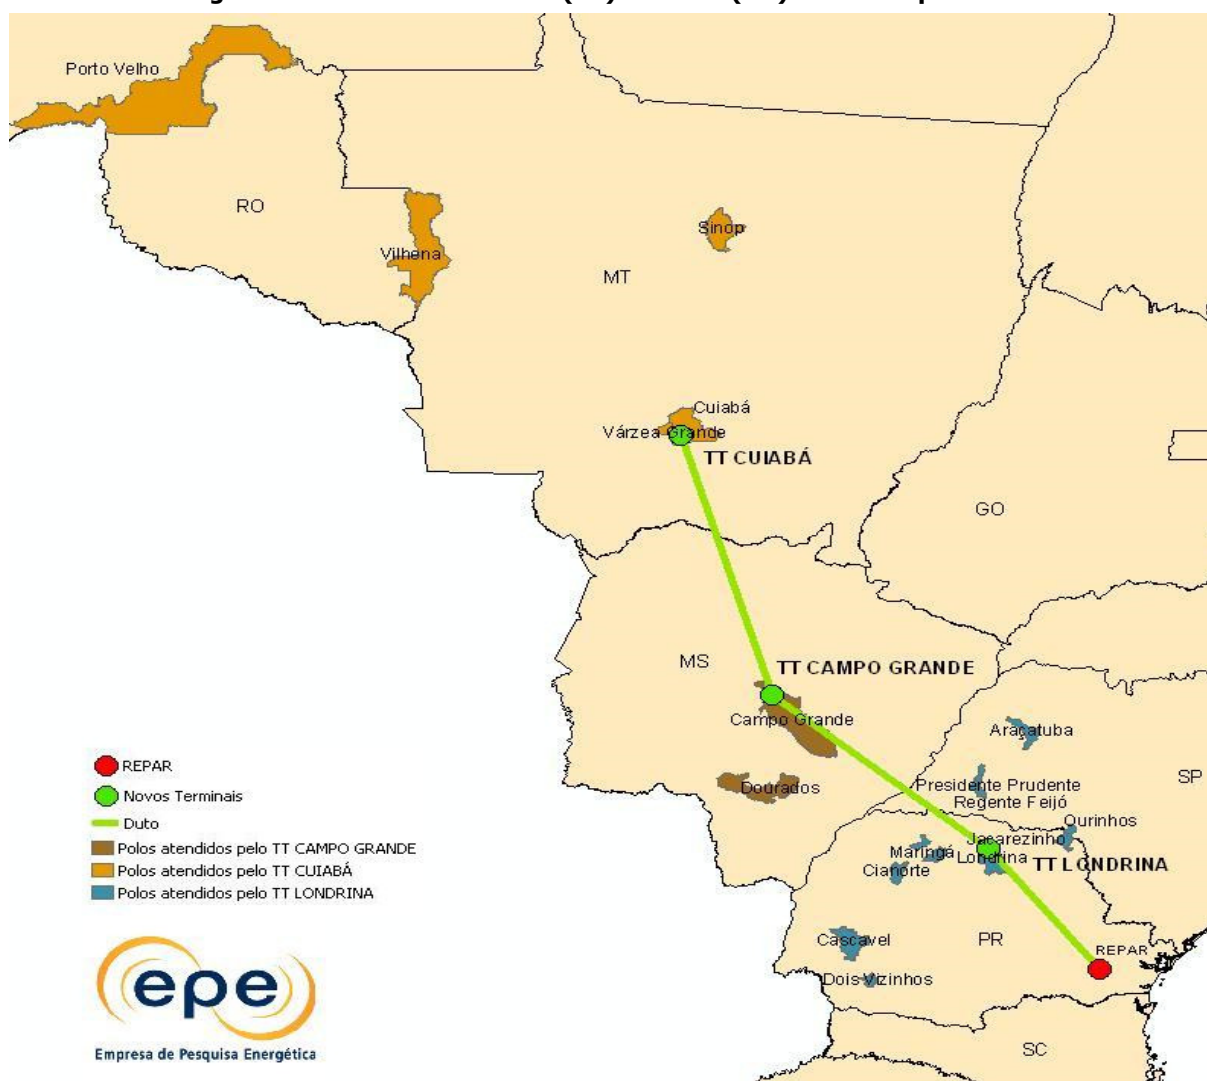 Porto Velho
RO
Vilhena
Sinop
MT
Cuiabá
Várzea Grande
TT CUIABÁ
GO
MS
TT CAMPO GRANDE
Campo Grande
Araçatuba
Dourados
Presidente Prudente
Regente Feijó
SP
Ourinhos
Jacarezinho
Maringá
Londrina
Cianorte
TT LONDRINA
Cascavel
PR
REPAR
Dois Vizinhos
SC
REPAR
Novos Terminais
Duto
Polos atendidos pelo TT CAMPO GRANDE
Polos atendidos pelo TT CUIABÁ
Polos atendidos pelo TT LONDRINA
epe
Empresa de Pesquisa Energética